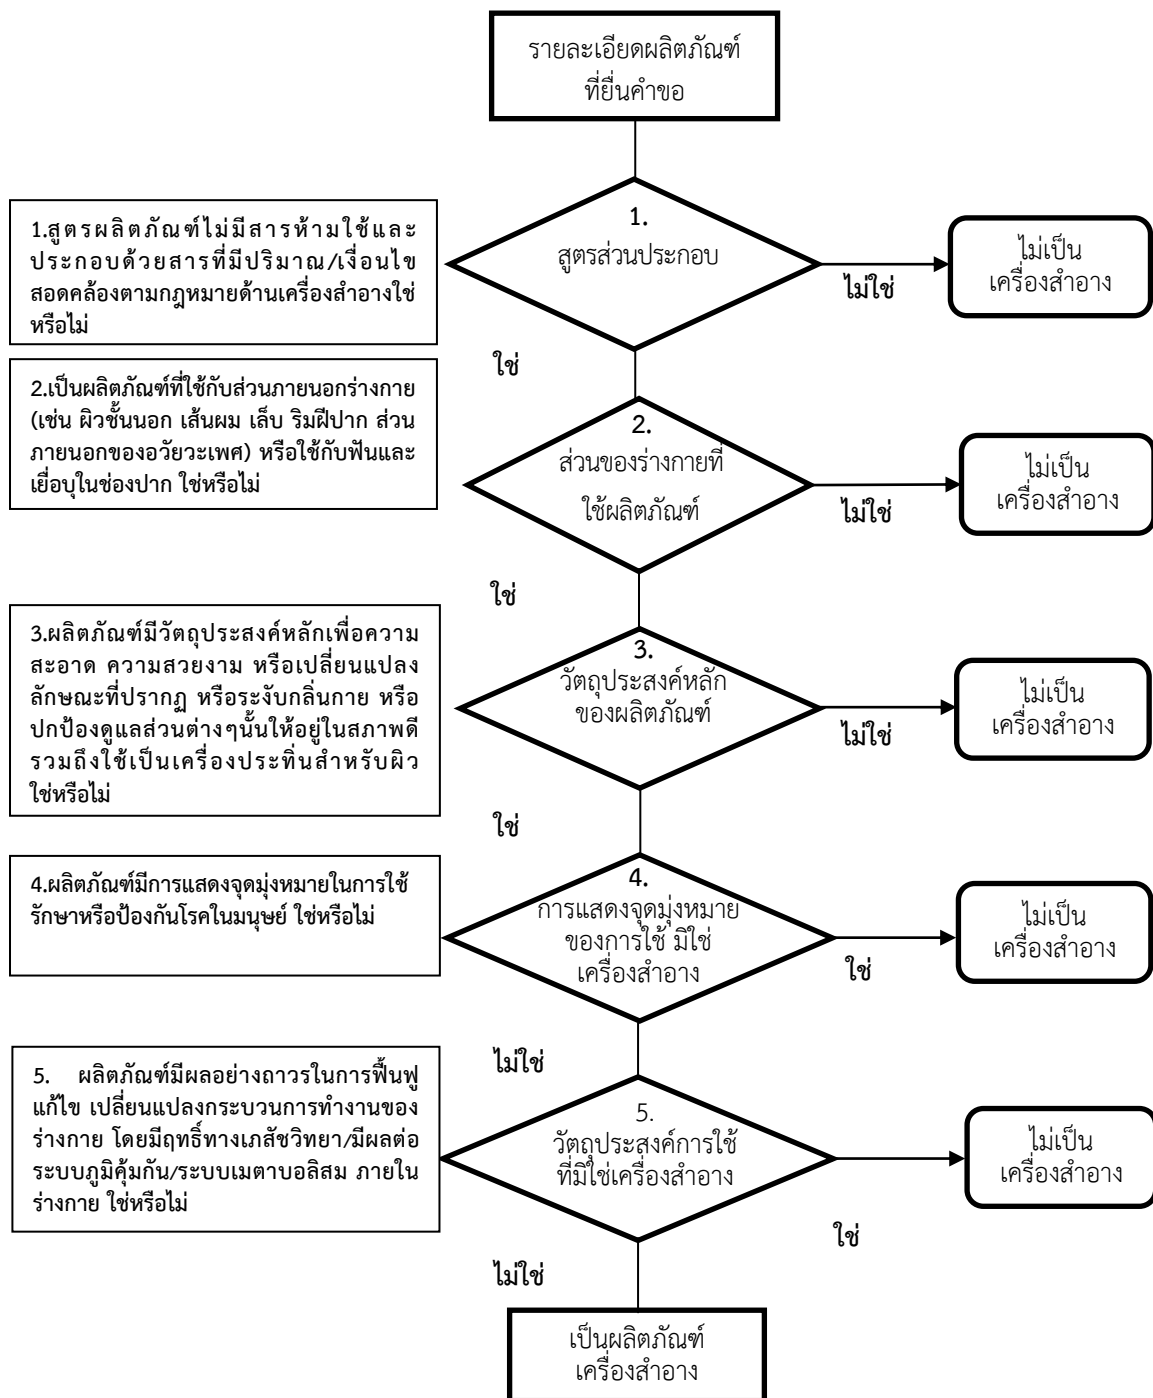 รายละเอียดผลิตภัณฑ์
ที่ยื่นคำขอ
1.สูตรผลิตภัณฑ์ไม่มีสารห้ามใช้และ
ประกอบด้วยสารที่มีปริมาณ/เงื่อนไข
สอดคล้องตามกฎหมายด้านเครื่องสำอางใช่
หรือไม่
1.
สูตรส่วนประกอบ
ไม่ใช่
ไม่เป็น
เครื่องสำอาง
ใช่
2.เป็นผลิตภัณฑ์ที่ใช้กับส่วนภายนอกร่างกาย
(เช่น ผิวชั้นนอก เส้นผม เล็บ ริมฝีปาก ส่วน
ภายนอกของอวัยวะเพศ) หรือใช้กับฟันและ
เยื่อบุในช่องปาก ใช่หรือไม่
2.
ส่วนของร่างกายที่
ใช้ผลิตภัณฑ์
ไม่ใช่
ไม่เป็น
เครื่องสำอาง
ใช่
3.ผลิตภัณฑ์มีวัตถุประสงค์หลักเพื่อความ
สะอาด ความสวยงาม หรือเปลี่ยนแปลง
ลักษณะที่ปรากฏ หรือระงับกลิ่นกาย หรือ
ปกป้องดูแลส่วนต่างๆนั้นให้อยู่ในสภาพดี
รวมถึงใช้เป็นเครื่องประทิ่นสำหรับผิว
ใช่หรือไม่
3.
วัตถุประสงค์หลัก
ของผลิตภัณฑ์
ไม่ใช่
ไม่เป็น
เครื่องสำอาง
ใช่
4.ผลิตภัณฑ์มีการแสดงจุดมุ่งหมายในการใช้
รักษาหรือป้องกันโรคในมนุษย์ ใช่หรือไม่
4.
การแสดงจุดมุ่งหมาย
ของการใช้ มิใช่
เครื่องสำอาง
ใช่
ไม่เป็น
เครื่องสำอาง
ไม่ใช่
5. ผลิตภัณฑ์มีผลอย่างถาวรในการฟื้นฟู
แก้ไข เปลี่ยนแปลงกระบวนการทำงานของ
ร่างกาย โดยมีฤทธิ์ทางเภสัชวิทยา/มีผลต่อ
ระบบภูมิคุ้มกัน/ระบบเมตาบอลิสม ภายใน
ร่างกาย ใช่หรือไม่
5.
วัตถุประสงค์การใช้
ที่มิใช่เครื่องสำอาง
ใช่
ไม่เป็น
เครื่องสำอาง
ไม่ใช่
เป็นผลิตภัณฑ์
เครื่องสำอาง